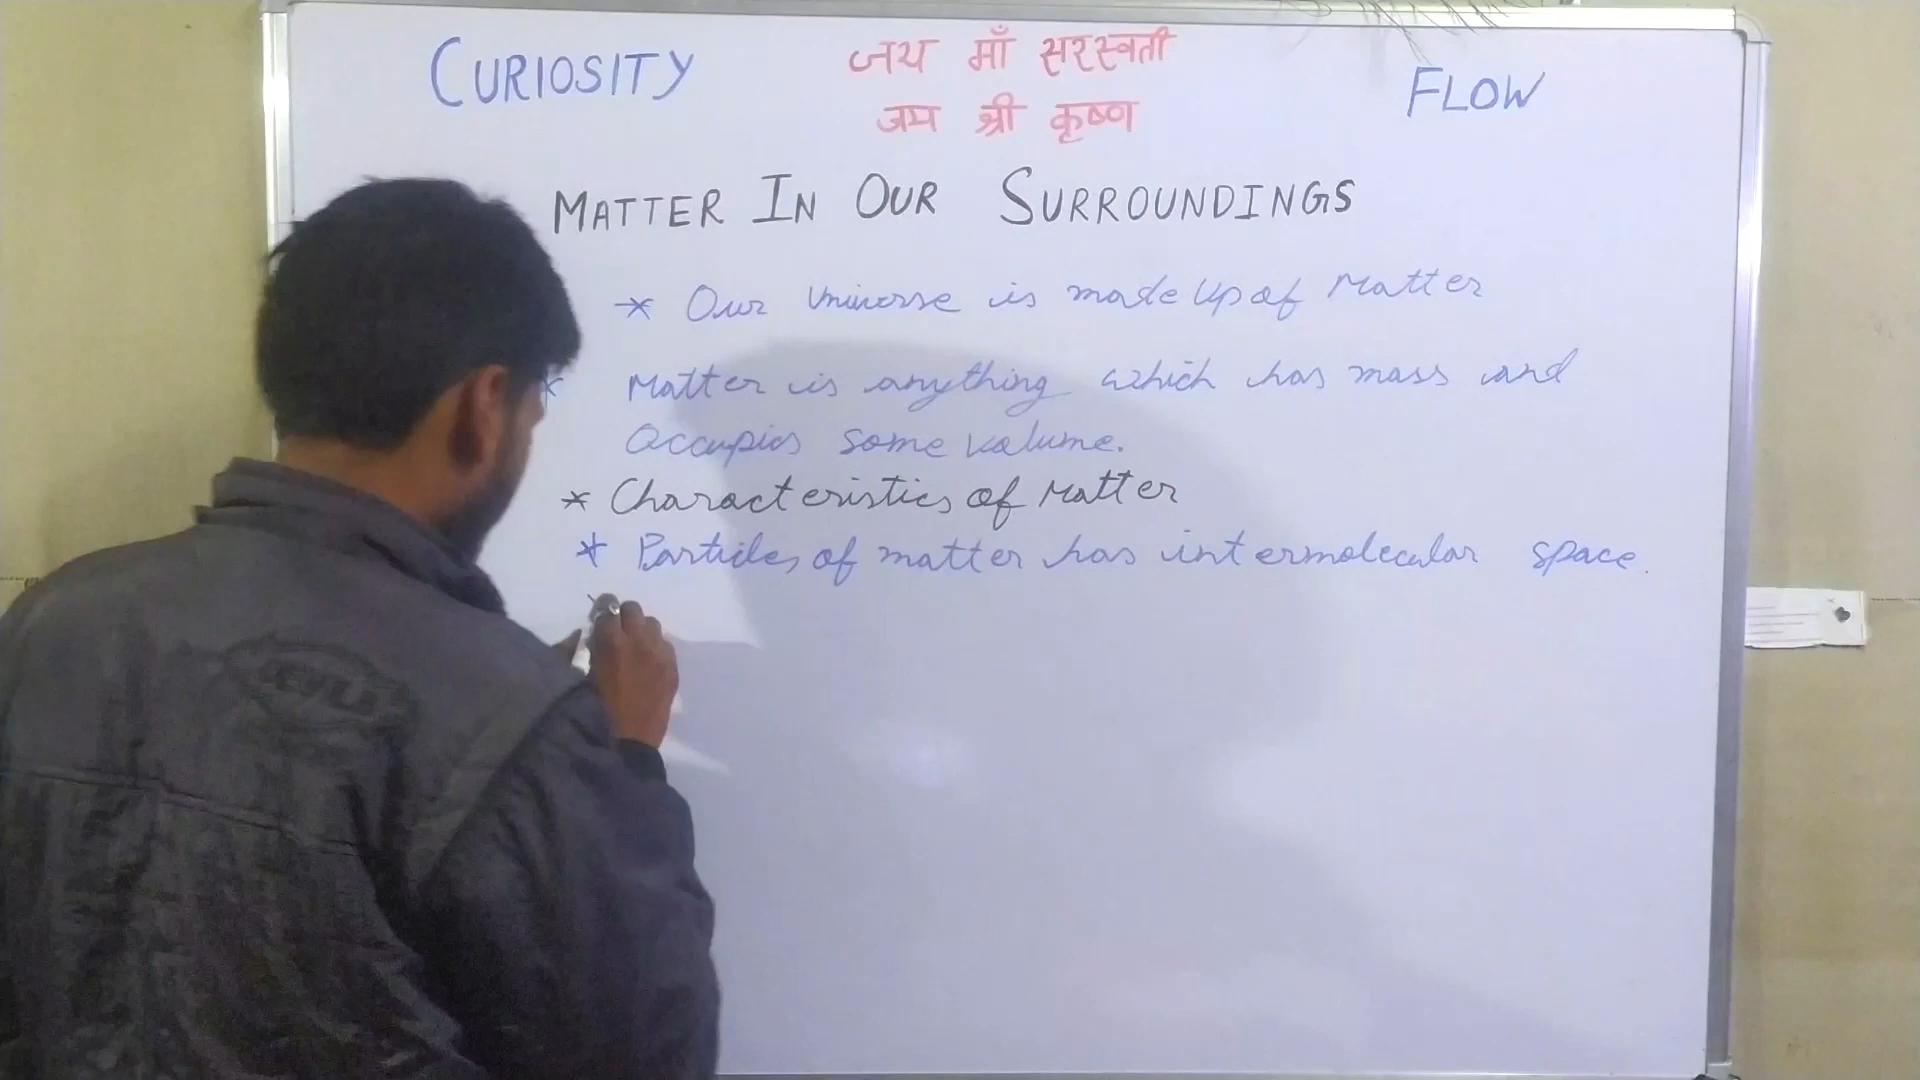 CURIOSITY
जय माँ सरस्वती
जय श्री कृष्ण
FLOW
MATTER IN OUR SURROUNDINGS
* Our Universe is made up of Matter
* Matter is anything which has mass and
Occupies some volume.
* Characteristics of Matter
* Particles of matter has intermolecular space.